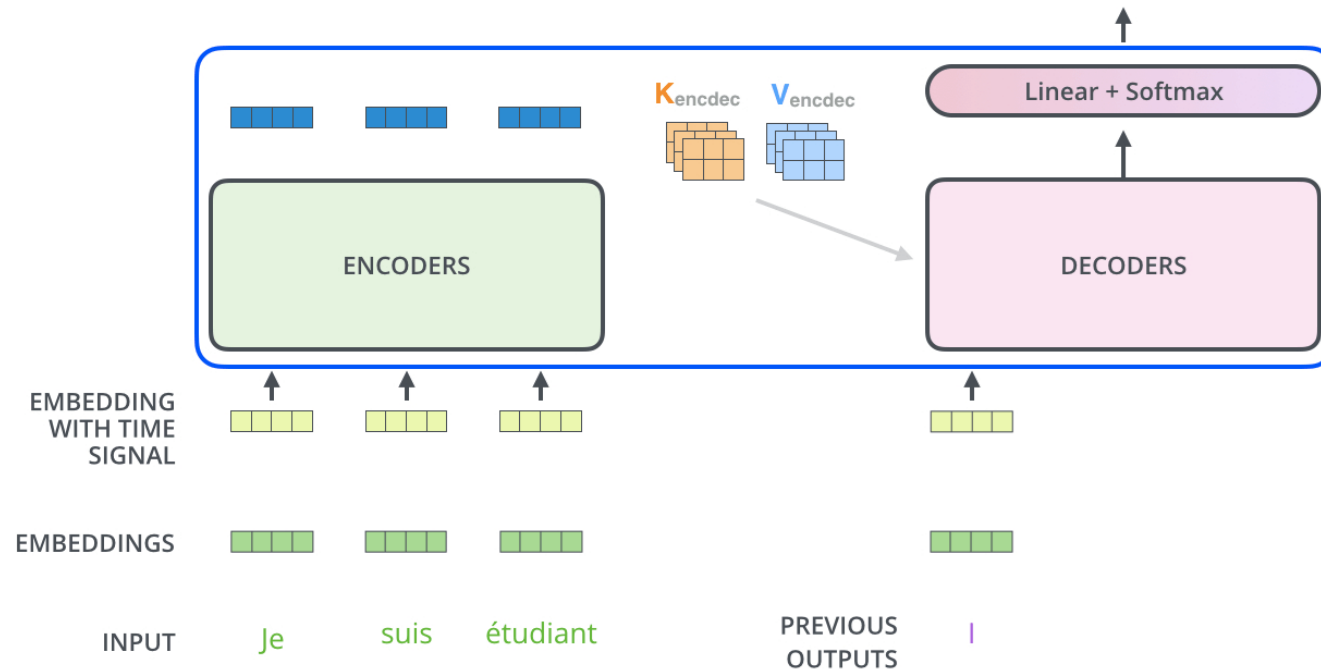 Kencdec
Vencdec
Linear + Softmax
ENCODERS
DECODERS
EMBEDDING
WITH TIME
SIGNAL
EMBEDDINGS
INPUT
Je suis étudiant
PREVIOUS
OUTPUTS
I